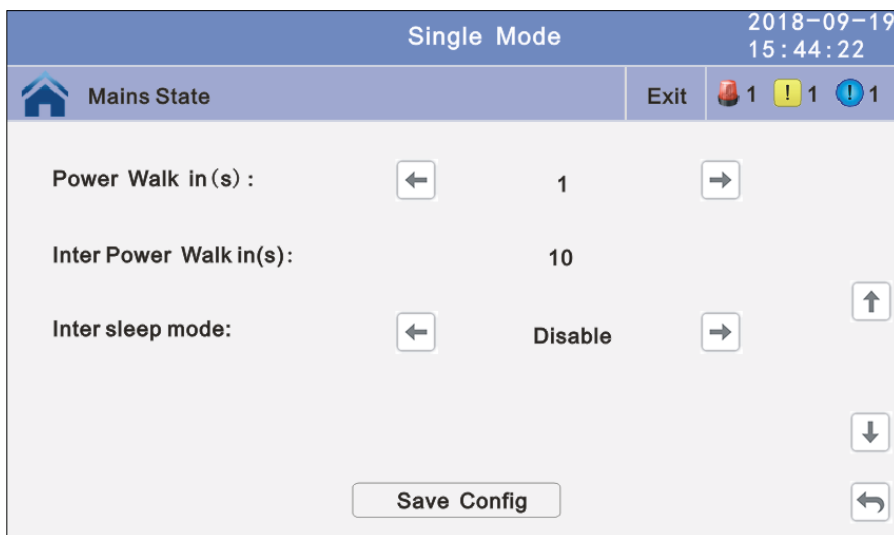 Single Mode
2018-09-19
15:44:22
Mains State
Exit
1
! 1
! 1
Power Walk in(s) :
1
Inter Power Walk in(s):
10
Inter sleep mode:
Disable
Save Config